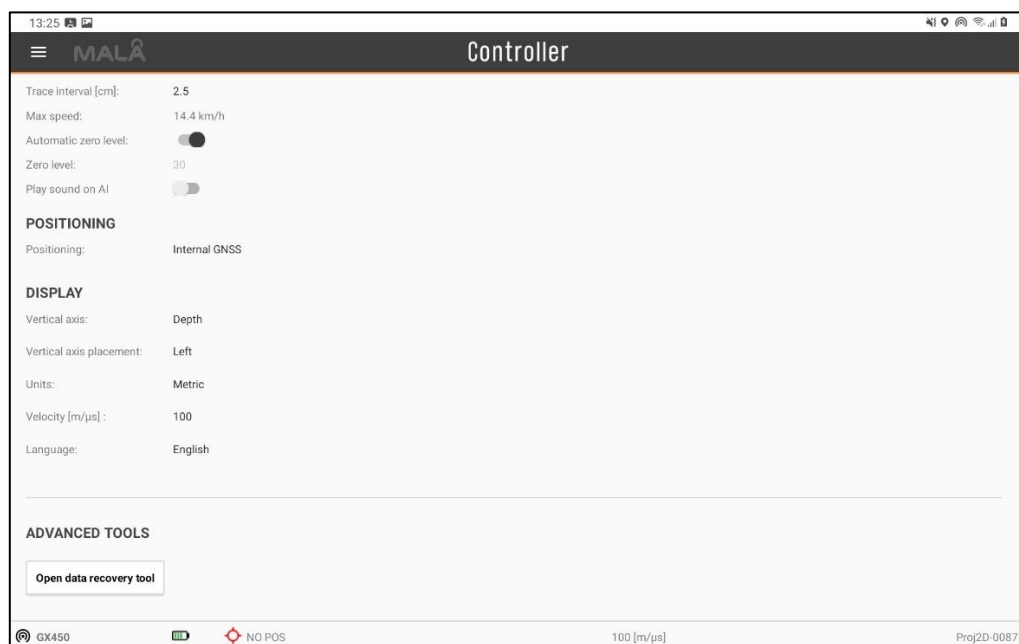 13:25
MALÅ Controller
Trace interval [cm]: 2.5
Max speed: 14.4 km/h
Automatic zero level:
Zero level: 30
Play sound on AI
POSITIONING
Positioning: Internal GNSS
DISPLAY
Vertical axis: Depth
Vertical axis placement: Left
Units: Metric
Velocity [m/µs] : 100
Language: English
ADVANCED TOOLS
Open data recovery tool
GX450 NO POS 100 [m/µs] Proj2D-0087